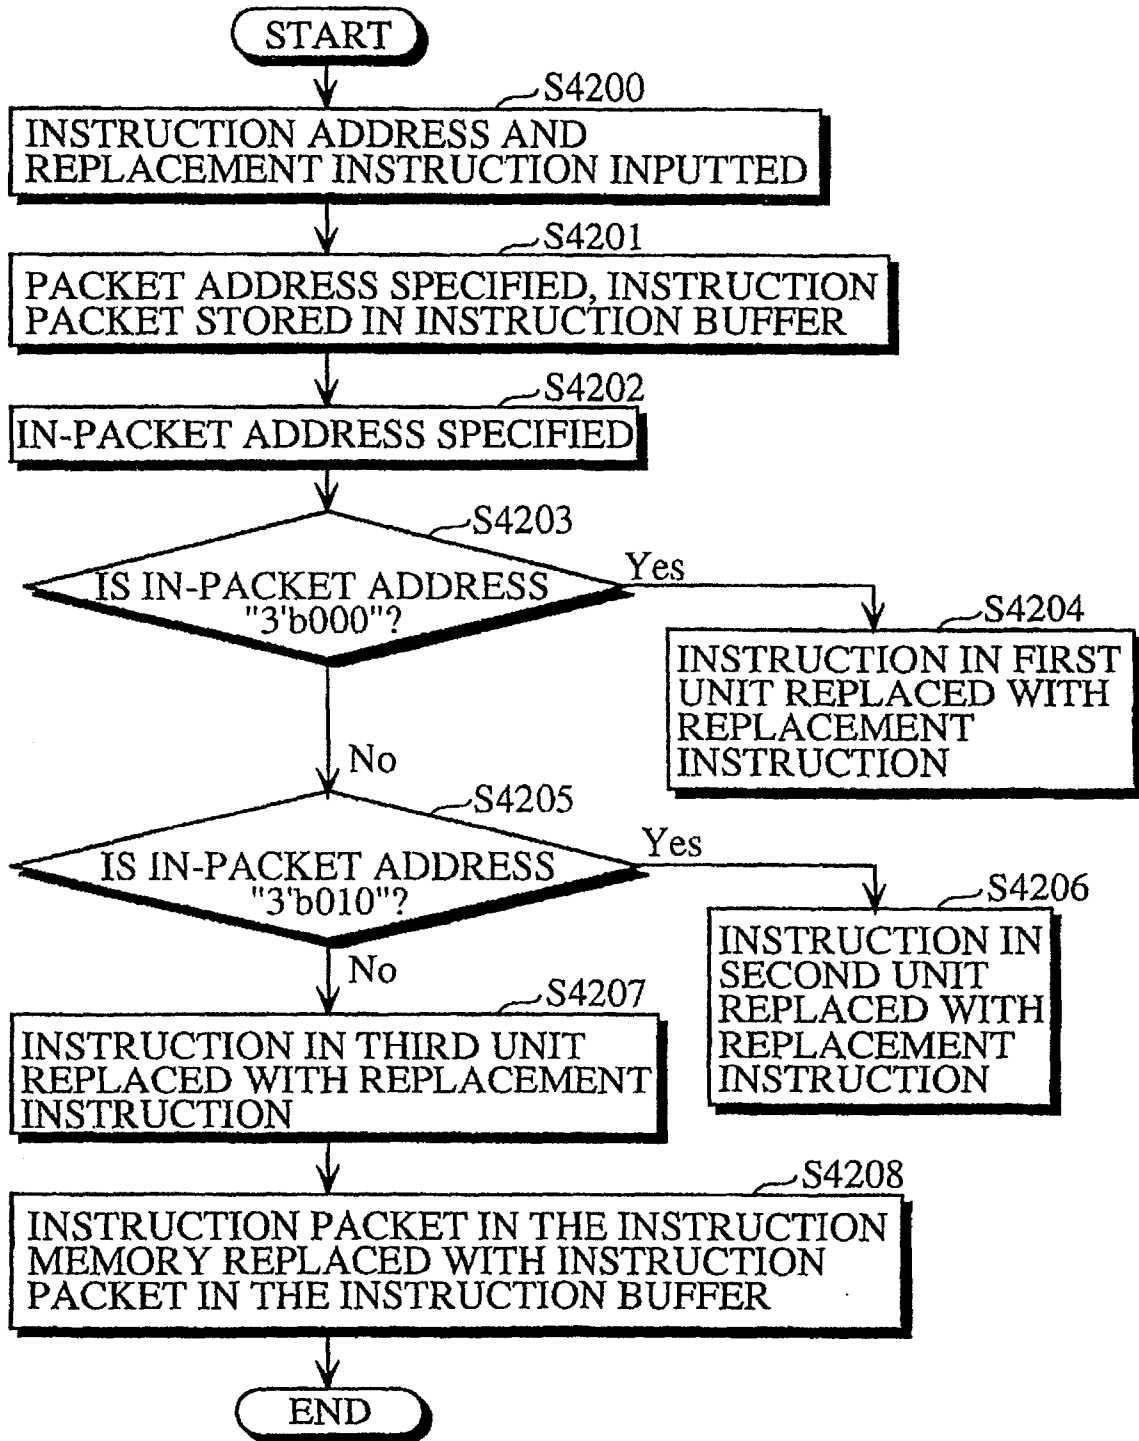 START
S4200
INSTRUCTION ADDRESS AND
REPLACEMENT INSTRUCTION INPUTTED
S4201
PACKET ADDRESS SPECIFIED, INSTRUCTION
PACKET STORED IN INSTRUCTION BUFFER
S4202
IN-PACKET ADDRESS SPECIFIED
S4203
IS IN-PACKET ADDRESS
"3'b000"?
Yes
S4204
INSTRUCTION IN FIRST
UNIT REPLACED WITH
REPLACEMENT
INSTRUCTION
No
S4205
IS IN-PACKET ADDRESS
"3'b010"?
Yes
S4206
INSTRUCTION IN
SECOND UNIT
REPLACED WITH
REPLACEMENT
INSTRUCTION
No
S4207
INSTRUCTION IN THIRD UNIT
REPLACED WITH REPLACEMENT
INSTRUCTION
S4208
INSTRUCTION PACKET IN THE INSTRUCTION
MEMORY REPLACED WITH INSTRUCTION
PACKET IN THE INSTRUCTION BUFFER
END